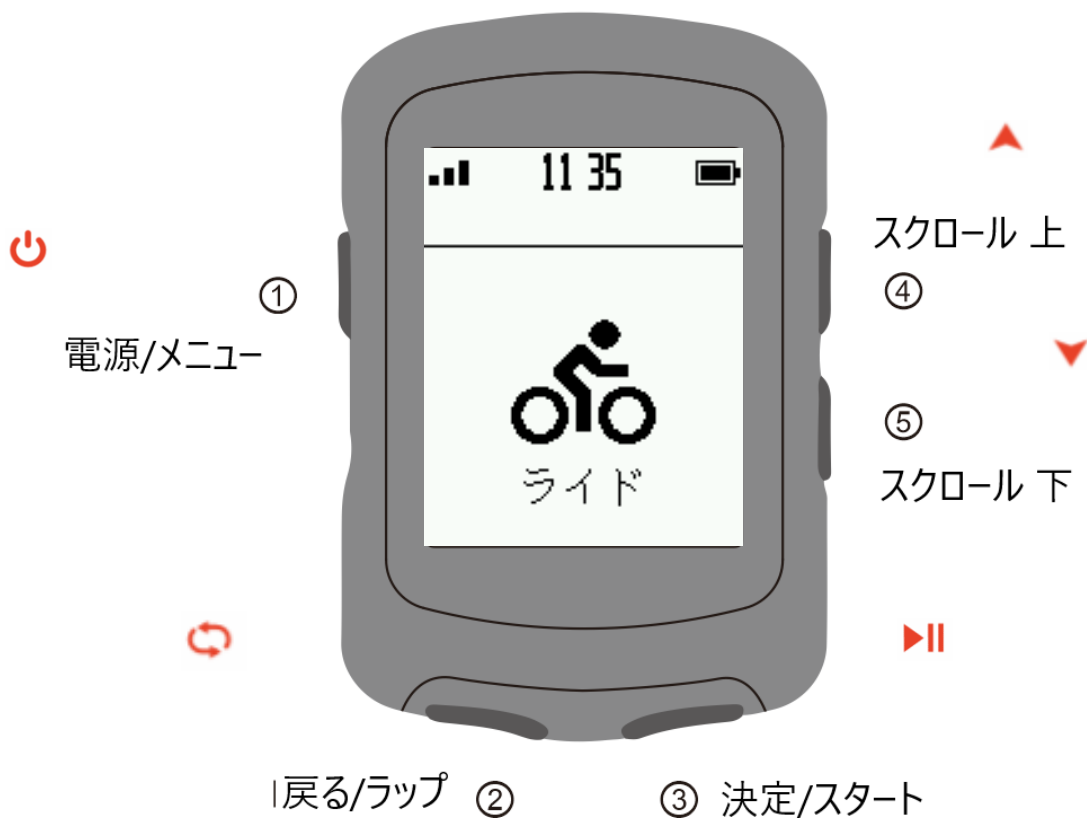 11 35
スクロール 上
①
④
電源/メニュー
⑤
ライド
スクロール 下
戻る/ラップ ②
③ 決定/スタート